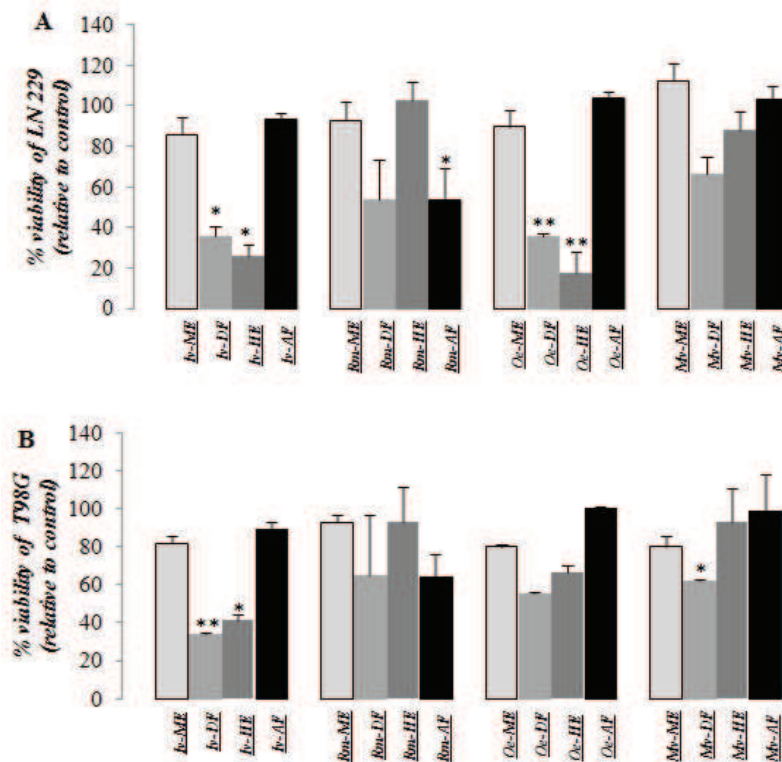 A
% viability of LN 229
(relative to control)
140
120
100
80
60
40
20
0
* * * ** **
Iv-ME Iv-DF Iv-HE Iv-AF Rm-ME Rm-DF Rm-HE Rm-AF Oc-ME Oc-DF Oc-HE Oc-AF Mv-ME Mv-DF Mv-HE Mv-AF
B
% viability of T98G
(relative to control)
140
120
100
80
60
40
20
0
** * *
Iv-ME Iv-DF Iv-HE Iv-AF Rm-ME Rm-DF Rm-HE Rm-AF Oc-ME Oc-DF Oc-HE Oc-AF Mv-ME Mv-DF Mv-HE Mv-AF